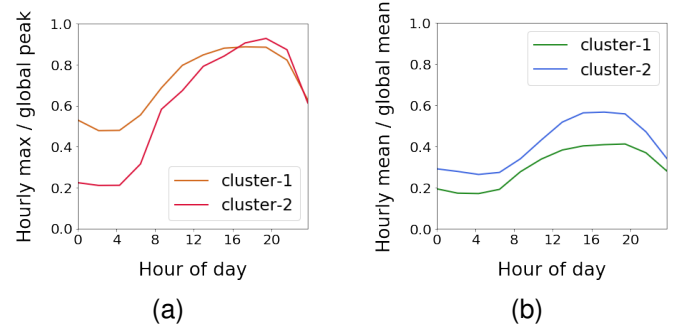 Hourly max / global peak
1.0
0.8
0.6
0.4
0.2
0.0
0 4 8 12 16 20
cluster-1
cluster-2
Hour of day
(a)
Hourly mean / global mean
1.0
0.8
0.6
0.4
0.2
0.0
0 4 8 12 16 20
cluster-1
cluster-2
Hour of day
(b)